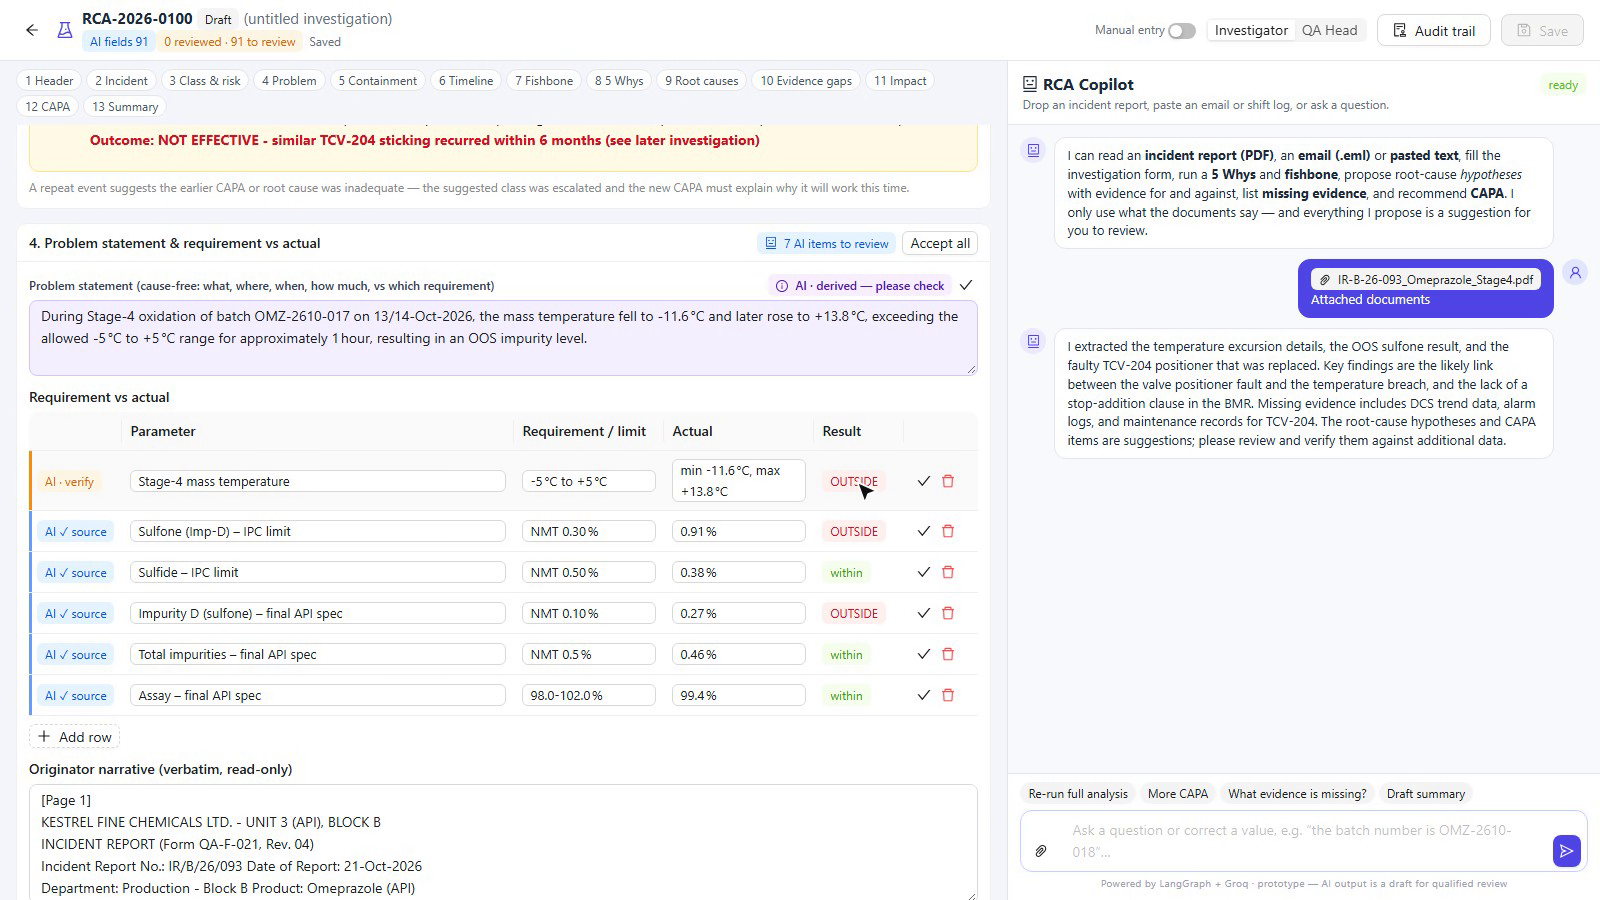 RCA-2026-0100 Draft (untitled investigation)
AI fields 91 0 reviewed · 91 to review Saved
Manual entry Investigator QA Head Audit trail Save
1 Header 2 Incident 3 Class & risk 4 Problem 5 Containment 6 Timeline 7 Fishbone 8 5 Whys 9 Root causes 10 Evidence gaps 11 Impact
12 CAPA 13 Summary
Outcome: NOT EFFECTIVE - similar TCV-204 sticking recurred within 6 months (see later investigation)
A repeat event suggests the earlier CAPA or root cause was inadequate — the suggested class was escalated and the new CAPA must explain why it will work this time.
4. Problem statement & requirement vs actual 7 AI items to review Accept all
Problem statement (cause-free: what, where, when, how much, vs which requirement) AI · derived — please check
During Stage-4 oxidation of batch OMZ-2610-017 on 13/14-Oct-2026, the mass temperature fell to -11.6 °C and later rose to +13.8 °C, exceeding the
allowed -5 °C to +5 °C range for approximately 1 hour, resulting in an OOS impurity level.
Requirement vs actual
Parameter Requirement / limit Actual Result
AI · verify Stage-4 mass temperature -5 °C to +5 °C min -11.6 °C, max
+13.8 °C OUTSIDE
AI ✓ source Sulfone (Imp-D) – IPC limit NMT 0.30 % 0.91 % OUTSIDE
AI ✓ source Sulfide – IPC limit NMT 0.50 % 0.38 % within
AI ✓ source Impurity D (sulfone) – final API spec NMT 0.10 % 0.27 % OUTSIDE
AI ✓ source Total impurities – final API spec NMT 0.5 % 0.46 % within
AI ✓ source Assay – final API spec 98.0-102.0 % 99.4 % within
+ Add row
Originator narrative (verbatim, read-only)
[Page 1]
KESTREL FINE CHEMICALS LTD. - UNIT 3 (API), BLOCK B
INCIDENT REPORT (Form QA-F-021, Rev. 04)
Incident Report No.: IR/B/26/093 Date of Report: 21-Oct-2026
Department: Production - Block B Product: Omeprazole (API)
RCA Copilot ready
Drop an incident report, paste an email or shift log, or ask a question.
I can read an incident report (PDF), an email (.eml) or pasted text, fill the
investigation form, run a 5 Whys and fishbone, propose root-cause hypotheses
with evidence for and against, list missing evidence, and recommend CAPA. I
only use what the documents say — and everything I propose is a suggestion for
you to review.
IR-B-26-093_Omeprazole_Stage4.pdf
Attached documents
I extracted the temperature excursion details, the OOS sulfone result, and the
faulty TCV-204 positioner that was replaced. Key findings are the likely link
between the valve positioner fault and the temperature breach, and the lack of a
stop-addition clause in the BMR. Missing evidence includes DCS trend data, alarm
logs, and maintenance records for TCV-204. The root-cause hypotheses and CAPA
items are suggestions; please review and verify them against additional data.
Re-run full analysis More CAPA What evidence is missing? Draft summary
Ask a question or correct a value, e.g. "the batch number is OMZ-2610-
018"...
Powered by LangGraph + Groq · prototype — AI output is a draft for qualified review